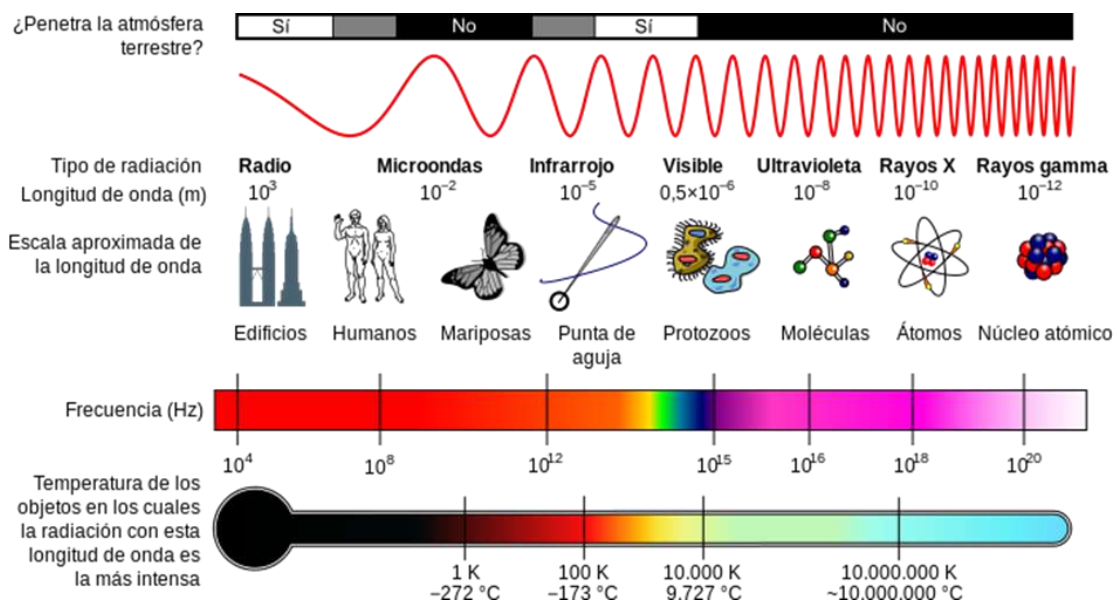 ¿Penetra la atmósfera
terrestre?
Sí No Sí No
Tipo de radiación
Radio Microondas Infrarrojo Visible Ultravioleta Rayos X Rayos gamma
Longitud de onda (m)
10³ 10⁻² 10⁻⁵ 0,5×10⁻⁶ 10⁻⁸ 10⁻¹⁰ 10⁻¹²
Escala aproximada de
la longitud de onda
Edificios Humanos Mariposas Punta de Protozoos Moléculas Átomos Núcleo atómico
aguja
Frecuencia (Hz)
10⁴ 10⁸ 10¹² 10¹⁵ 10¹⁶ 10¹⁸ 10²⁰
Temperatura de los
objetos en los cuales
la radiación con esta
longitud de onda es
la más intensa
1 K 100 K 10.000 K 10.000.000 K
−272 °C −173 °C 9.727 °C ~10.000.000 °C